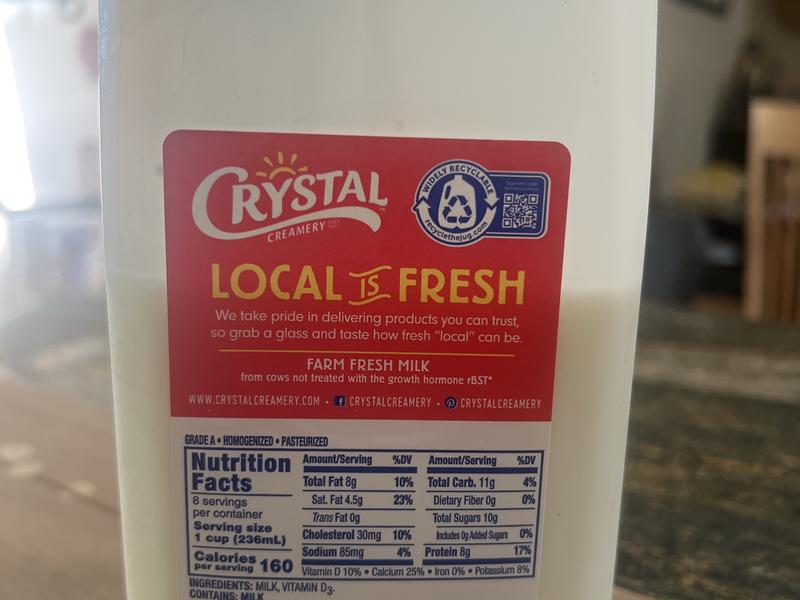 CRYSTAL
CREAMERY
WIDELY RECYCLABLE
recyclethejug.com
LOCAL IS FRESH
We take pride in delivering products you can trust,
so grab a glass and taste how fresh "local" can be.
FARM FRESH MILK
from cows not treated with the growth hormone rBST*
WWW.CRYSTALCREAMERY.COM • f CRYSTALCREAMERY • CRYSTALCREAMERY
GRADE A • HOMOGENIZED • PASTEURIZED
Nutrition
Facts
8 servings
per container
Serving size
1 cup (236mL)
Calories
per serving 160
Amount/Serving %DV
Total Fat 8g 10%
Sat. Fat 4.5g 23%
Trans Fat 0g
Cholesterol 30mg 10%
Sodium 85mg 4%
Amount/Serving %DV
Total Carb. 11g 4%
Dietary Fiber 0g 0%
Total Sugars 10g
Includes 0g Added Sugars 0%
Protein 8g 17%
Vitamin D 10% • Calcium 25% • Iron 0% • Potassium 8%
INGREDIENTS: MILK, VITAMIN D3.
CONTAINS: MILK